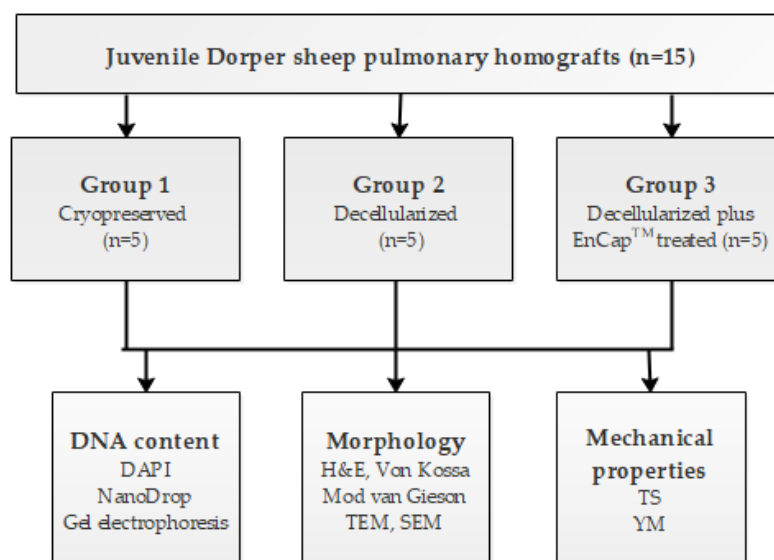 Juvenile Dorper sheep pulmonary homografts (n=15)
Group 1
Cryopreserved
(n=5)
Group 2
Decellularized
(n=5)
Group 3
Decellularized plus
EnCap™ treated (n=5)
DNA content
DAPI
NanoDrop
Gel electrophoresis
Morphology
H&E, Von Kossa
Mod van Gieson
TEM, SEM
Mechanical
properties
TS
YM